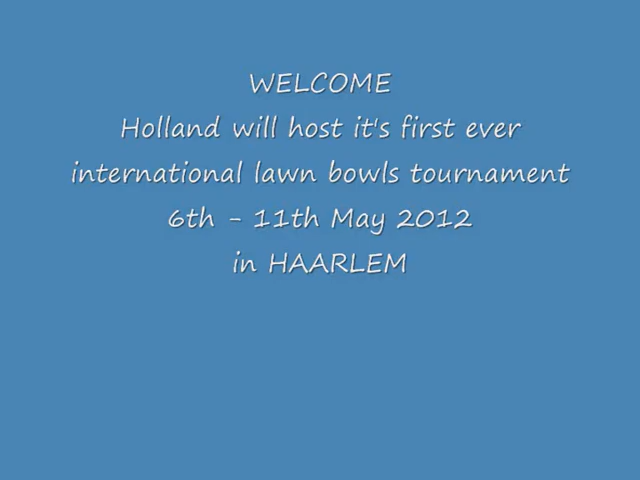 WELCOME
Holland will host it's first ever
international lawn bowls tournament
6th - 11th May 2012
in HAARLEM